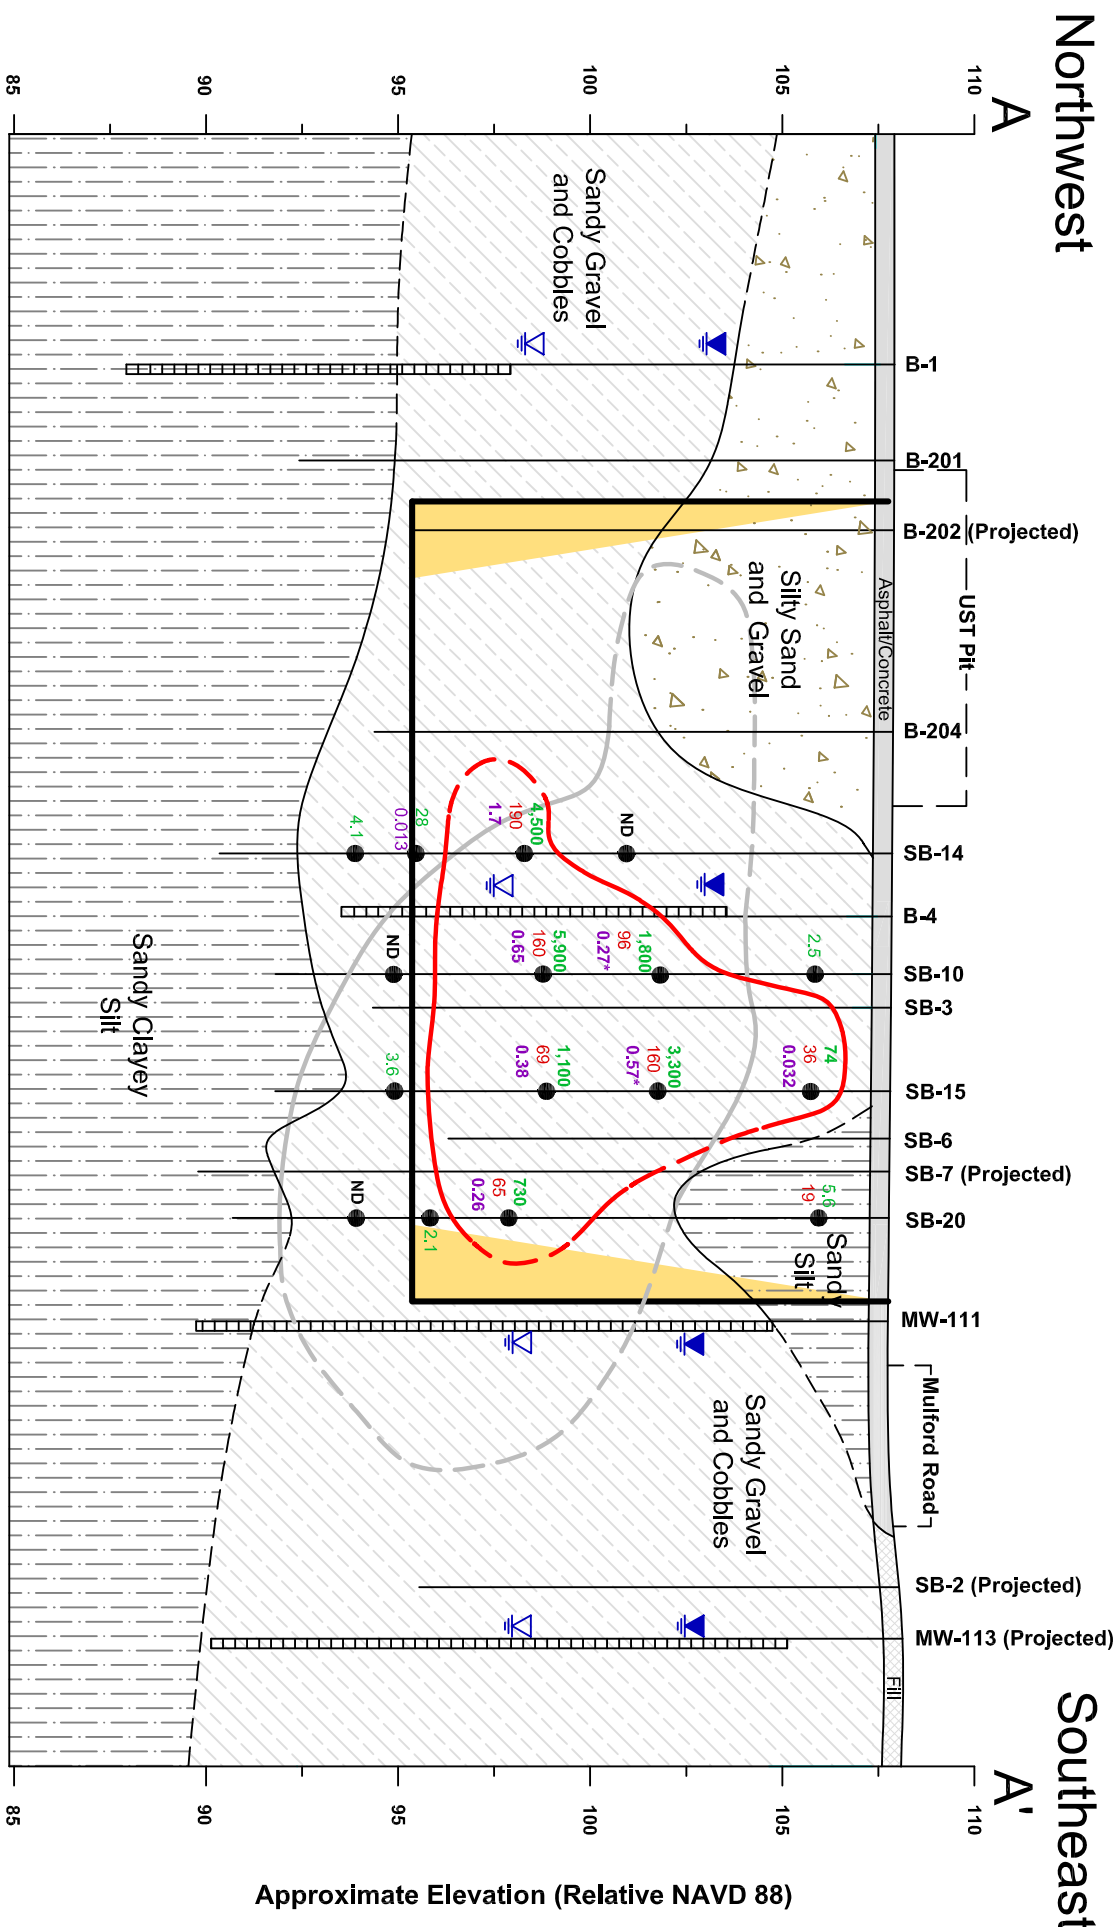 Northwest
Southeast
A
A'
B-1
B-201
B-202 (Projected)
UST Pit
B-204
SB-14
B-4
SB-10
SB-3
SB-15
SB-6
SB-7 (Projected)
SB-20
MW-111
Mulford Road
SB-2 (Projected)
MW-113 (Projected)
Asphalt/Concrete
Fill
Silty Sand
and Gravel
Sandy Gravel
and Cobbles
Sandy
Silt
Sandy Gravel
and Cobbles
Sandy Clayey
Silt
ND
4,500
190
1.7
28
0.013
4.1
2.5
1,800
96
0.27*
5,900
160
0.65
ND
74
36
0.032
3,300
160
0.57*
1,100
69
0.38
3.6
5.6
19
730
65
0.26
2.1
ND
110
105
100
95
90
85
110
105
100
95
90
85
Approximate Elevation (Relative NAVD 88)